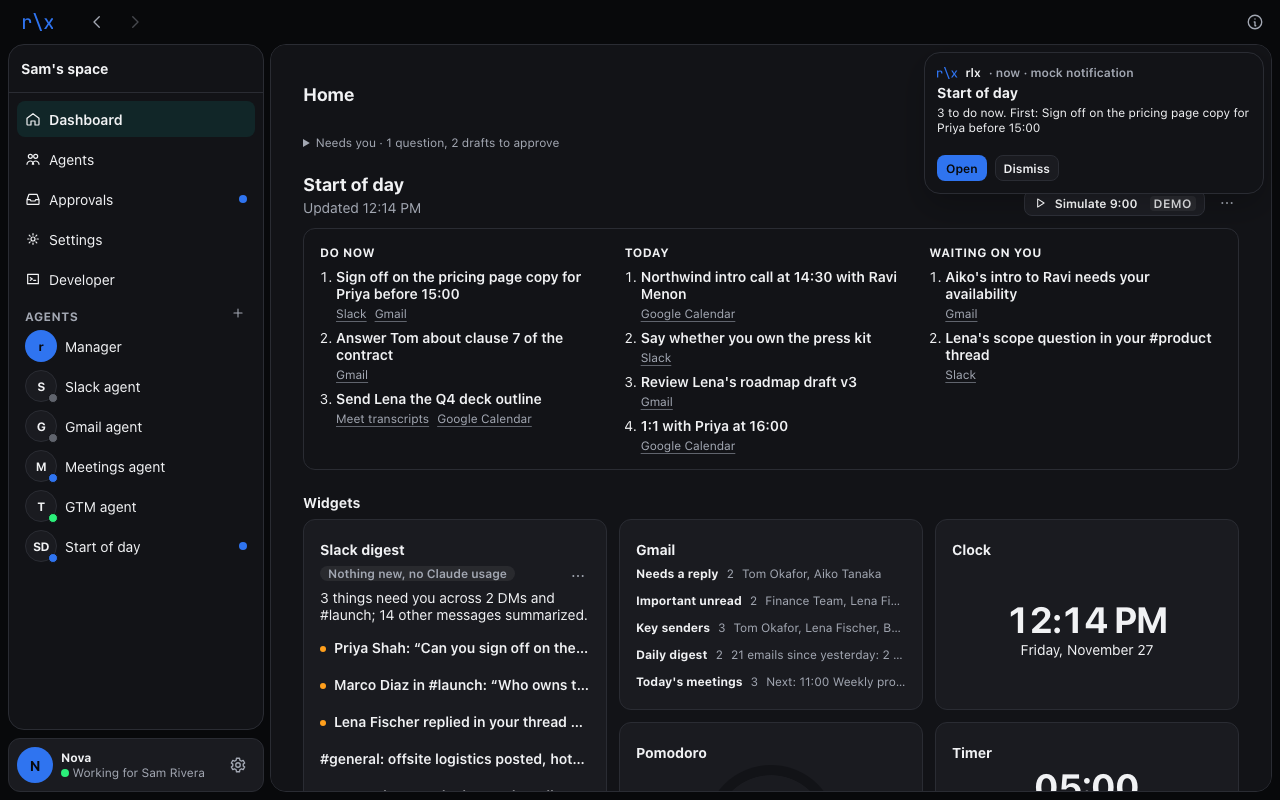 r\x
Sam's space
Dashboard
Agents
Approvals
Settings
Developer
AGENTS
r
Manager
S
Slack agent
G
Gmail agent
M
Meetings agent
T
GTM agent
SD
Start of day
N
Nova
Working for Sam Rivera
Home
Needs you · 1 question, 2 drafts to approve
Start of day
Updated 12:14 PM
r\x rlx · now · mock notification
Start of day
3 to do now. First: Sign off on the pricing page copy for
Priya before 15:00
Open
Dismiss
Simulate 9:00 DEMO
DO NOW
1. Sign off on the pricing page copy for
Priya before 15:00
Slack Gmail
2. Answer Tom about clause 7 of the
contract
Gmail
3. Send Lena the Q4 deck outline
Meet transcripts Google Calendar
TODAY
1. Northwind intro call at 14:30 with Ravi
Menon
Google Calendar
2. Say whether you own the press kit
Slack
3. Review Lena's roadmap draft v3
Gmail
4. 1:1 with Priya at 16:00
Google Calendar
WAITING ON YOU
1. Aiko's intro to Ravi needs your
availability
Gmail
2. Lena's scope question in your #product
thread
Slack
Widgets
Slack digest
Nothing new, no Claude usage
3 things need you across 2 DMs and
#launch; 14 other messages summarized.
Priya Shah: “Can you sign off on the...
Marco Diaz in #launch: “Who owns t...
Lena Fischer replied in your thread ...
#general: offsite logistics posted, hot...
Gmail
Needs a reply 2 Tom Okafor, Aiko Tanaka
Important unread 2 Finance Team, Lena Fi...
Key senders 3 Tom Okafor, Lena Fischer, B...
Daily digest 2 21 emails since yesterday: 2 ...
Today's meetings 3 Next: 11:00 Weekly pro...
Clock
12:14 PM
Friday, November 27
Pomodoro
Timer
05:00